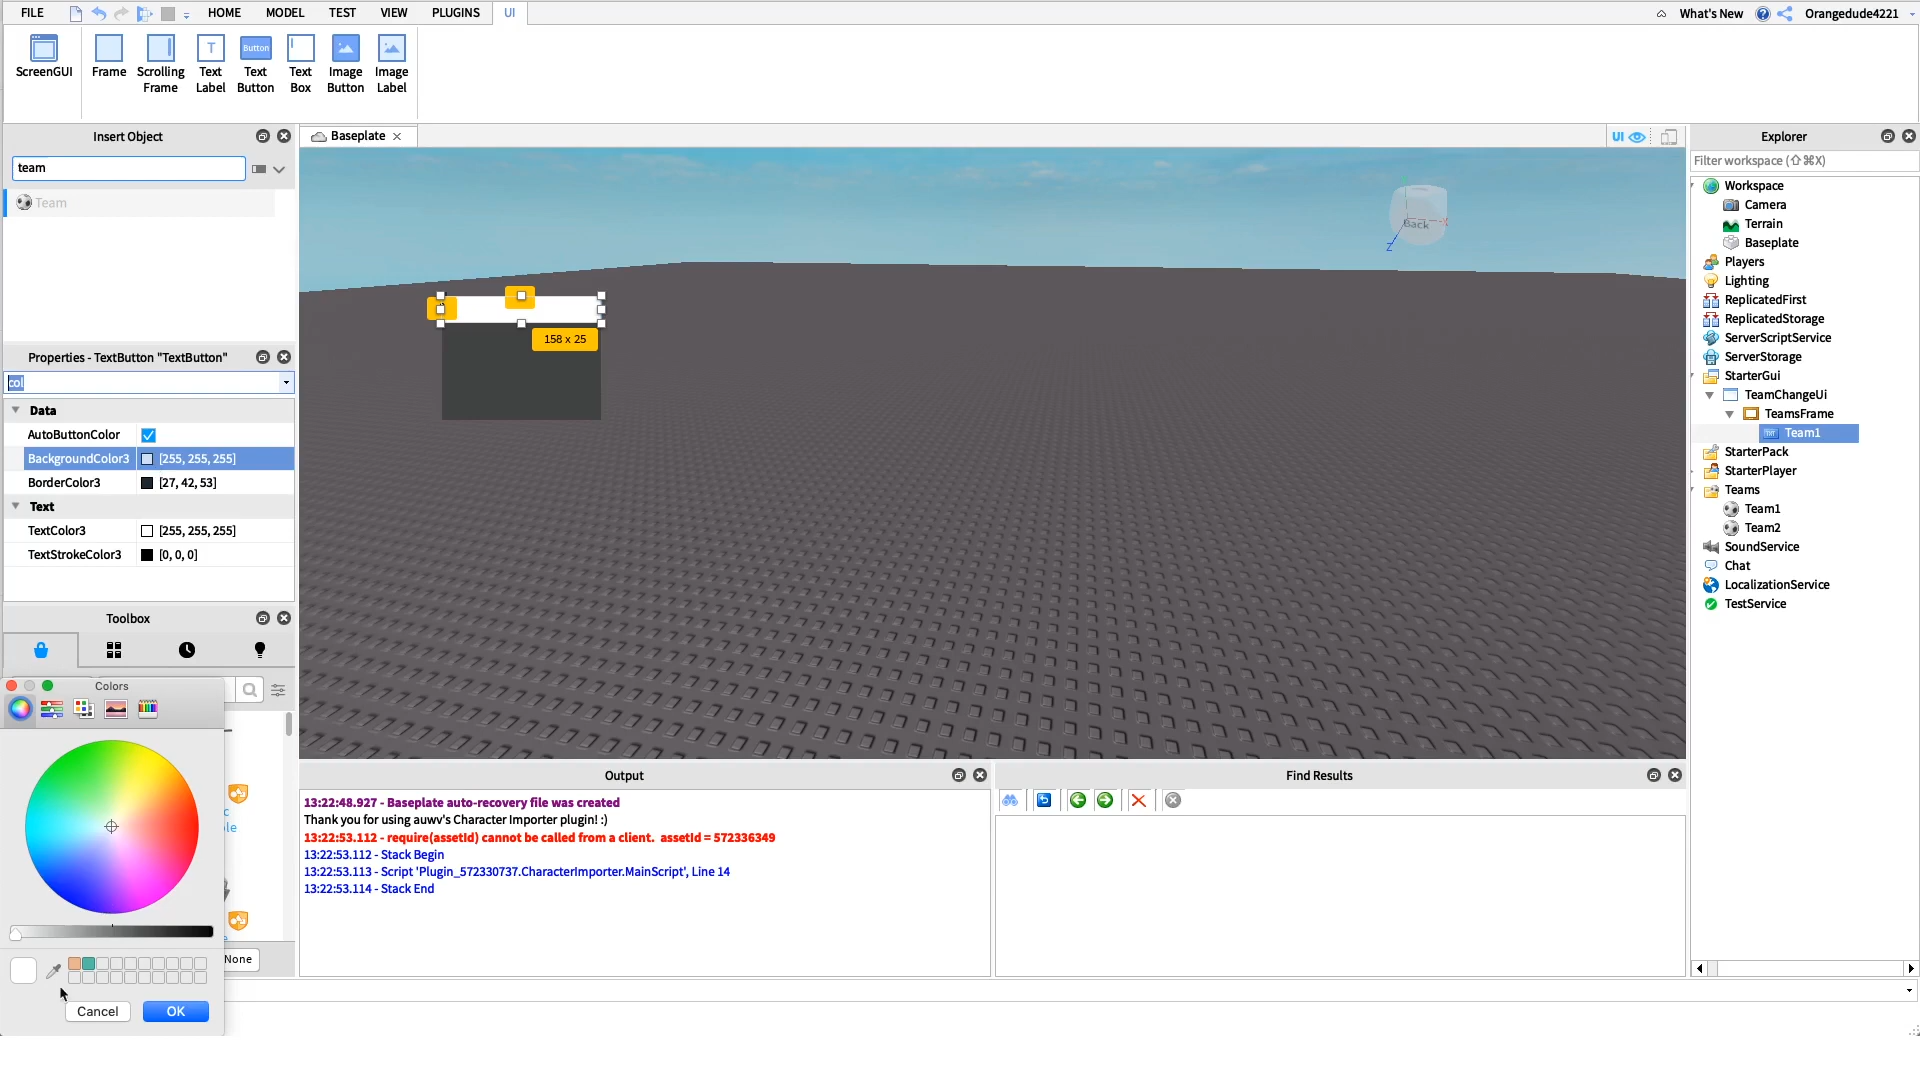 FILE HOME MODEL TEST VIEW PLUGINS UI What's New Orangedude4221
ScreenGUI Frame Scrolling Frame Text Label Text Button Text Box Image Button Image Label
Button
T
Insert Object
team
Team
Baseplate
UI
Back
Z
158 x 25
Properties - TextButton "TextButton"
col
Data
AutoButtonColor
BackgroundColor3 [255, 255, 255]
BorderColor3 [27, 42, 53]
Text
TextColor3 [255, 255, 255]
TextStrokeColor3 [0, 0, 0]
Toolbox
Colors
None
Cancel OK
Output
13:22:48.927 - Baseplate auto-recovery file was created
Thank you for using auwv's Character Importer plugin! :)
13:22:53.112 - require(assetId) cannot be called from a client. assetId = 572336349
13:22:53.112 - Stack Begin
13:22:53.113 - Script 'Plugin_572330737.CharacterImporter.MainScript', Line 14
13:22:53.114 - Stack End
Find Results
Explorer
Filter workspace (⇧⌘X)
Workspace
Camera
Terrain
Baseplate
Players
Lighting
ReplicatedFirst
ReplicatedStorage
ServerScriptService
ServerStorage
StarterGui
TeamChangeUi
TeamsFrame
Team1
StarterPack
StarterPlayer
Teams
Team1
Team2
SoundService
Chat
LocalizationService
TestService